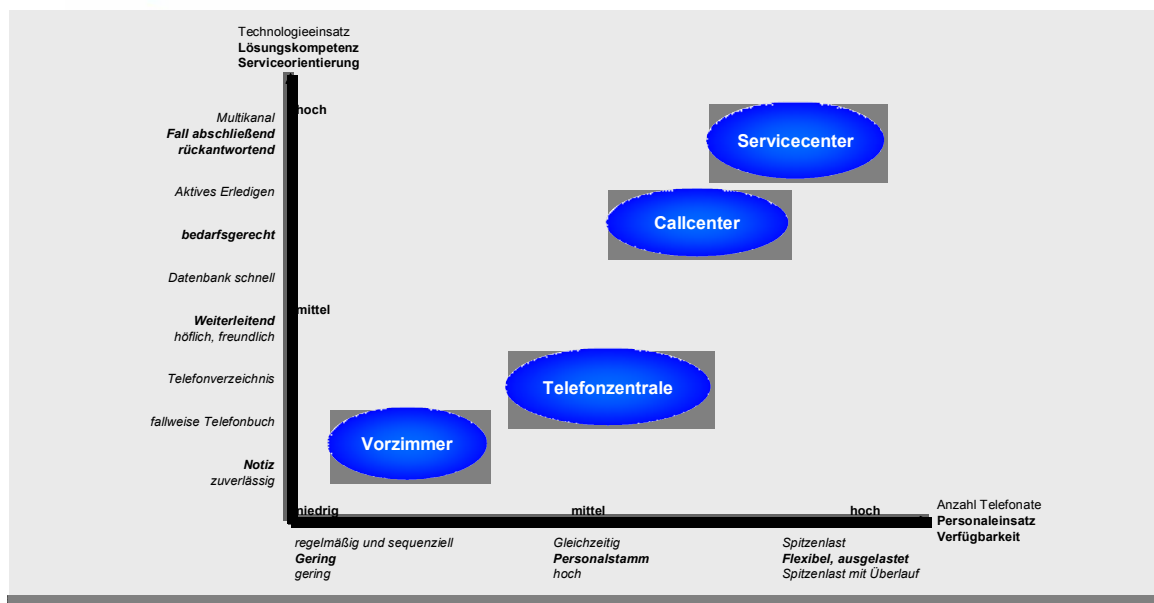 Technologieeinsatz
Lösungskompetenz
Serviceorientierung
hoch
Multikanal
Fall abschließend
rückantwortend
Servicecenter
Aktives Erledigen
Callcenter
bedarfsgerecht
Datenbank schnell
mittel
Weiterleitend
höflich, freundlich
Telefonverzeichnis
Telefonzentrale
fallweise Telefonbuch
Vorzimmer
Notiz
zuverlässig
niedrig mittel hoch
Anzahl Telefonate
Personaleinsatz
Verfügbarkeit
regelmäßig und sequenziell
Gering
gering
Gleichzeitig
Personalstamm
hoch
Spitzenlast
Flexibel, ausgelastet
Spitzenlast mit Überlauf